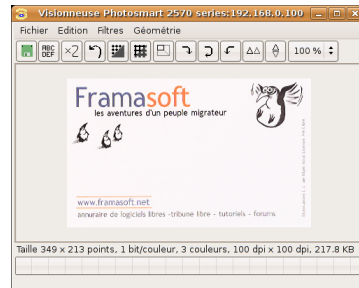 Visionneuse Photosmart 2570 series:192.168.0.100
Fichier Edition Filtres Géométrie
ABC DEF ×2 100 %
Framasoft
les aventures d'un peuple migrateur
www.framasoft.net
annuaire de logiciels libres -tribune libre - tutoriels - forums
Taille 349 x 213 points, 1 bit/couleur, 3 couleurs, 100 dpi x 100 dpi, 217.8 KB